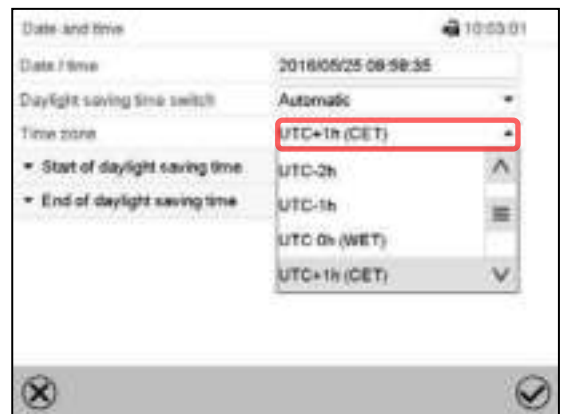 Date and time 10:03:01
Date / time 2016/05/25 09:59:35
Daylight saving time switch Automatic
Time zone UTC+1h (CET)
Start of daylight saving time
End of daylight saving time
UTC-2h
UTC-1h
UTC 0h (WET)
UTC+1h (CET)